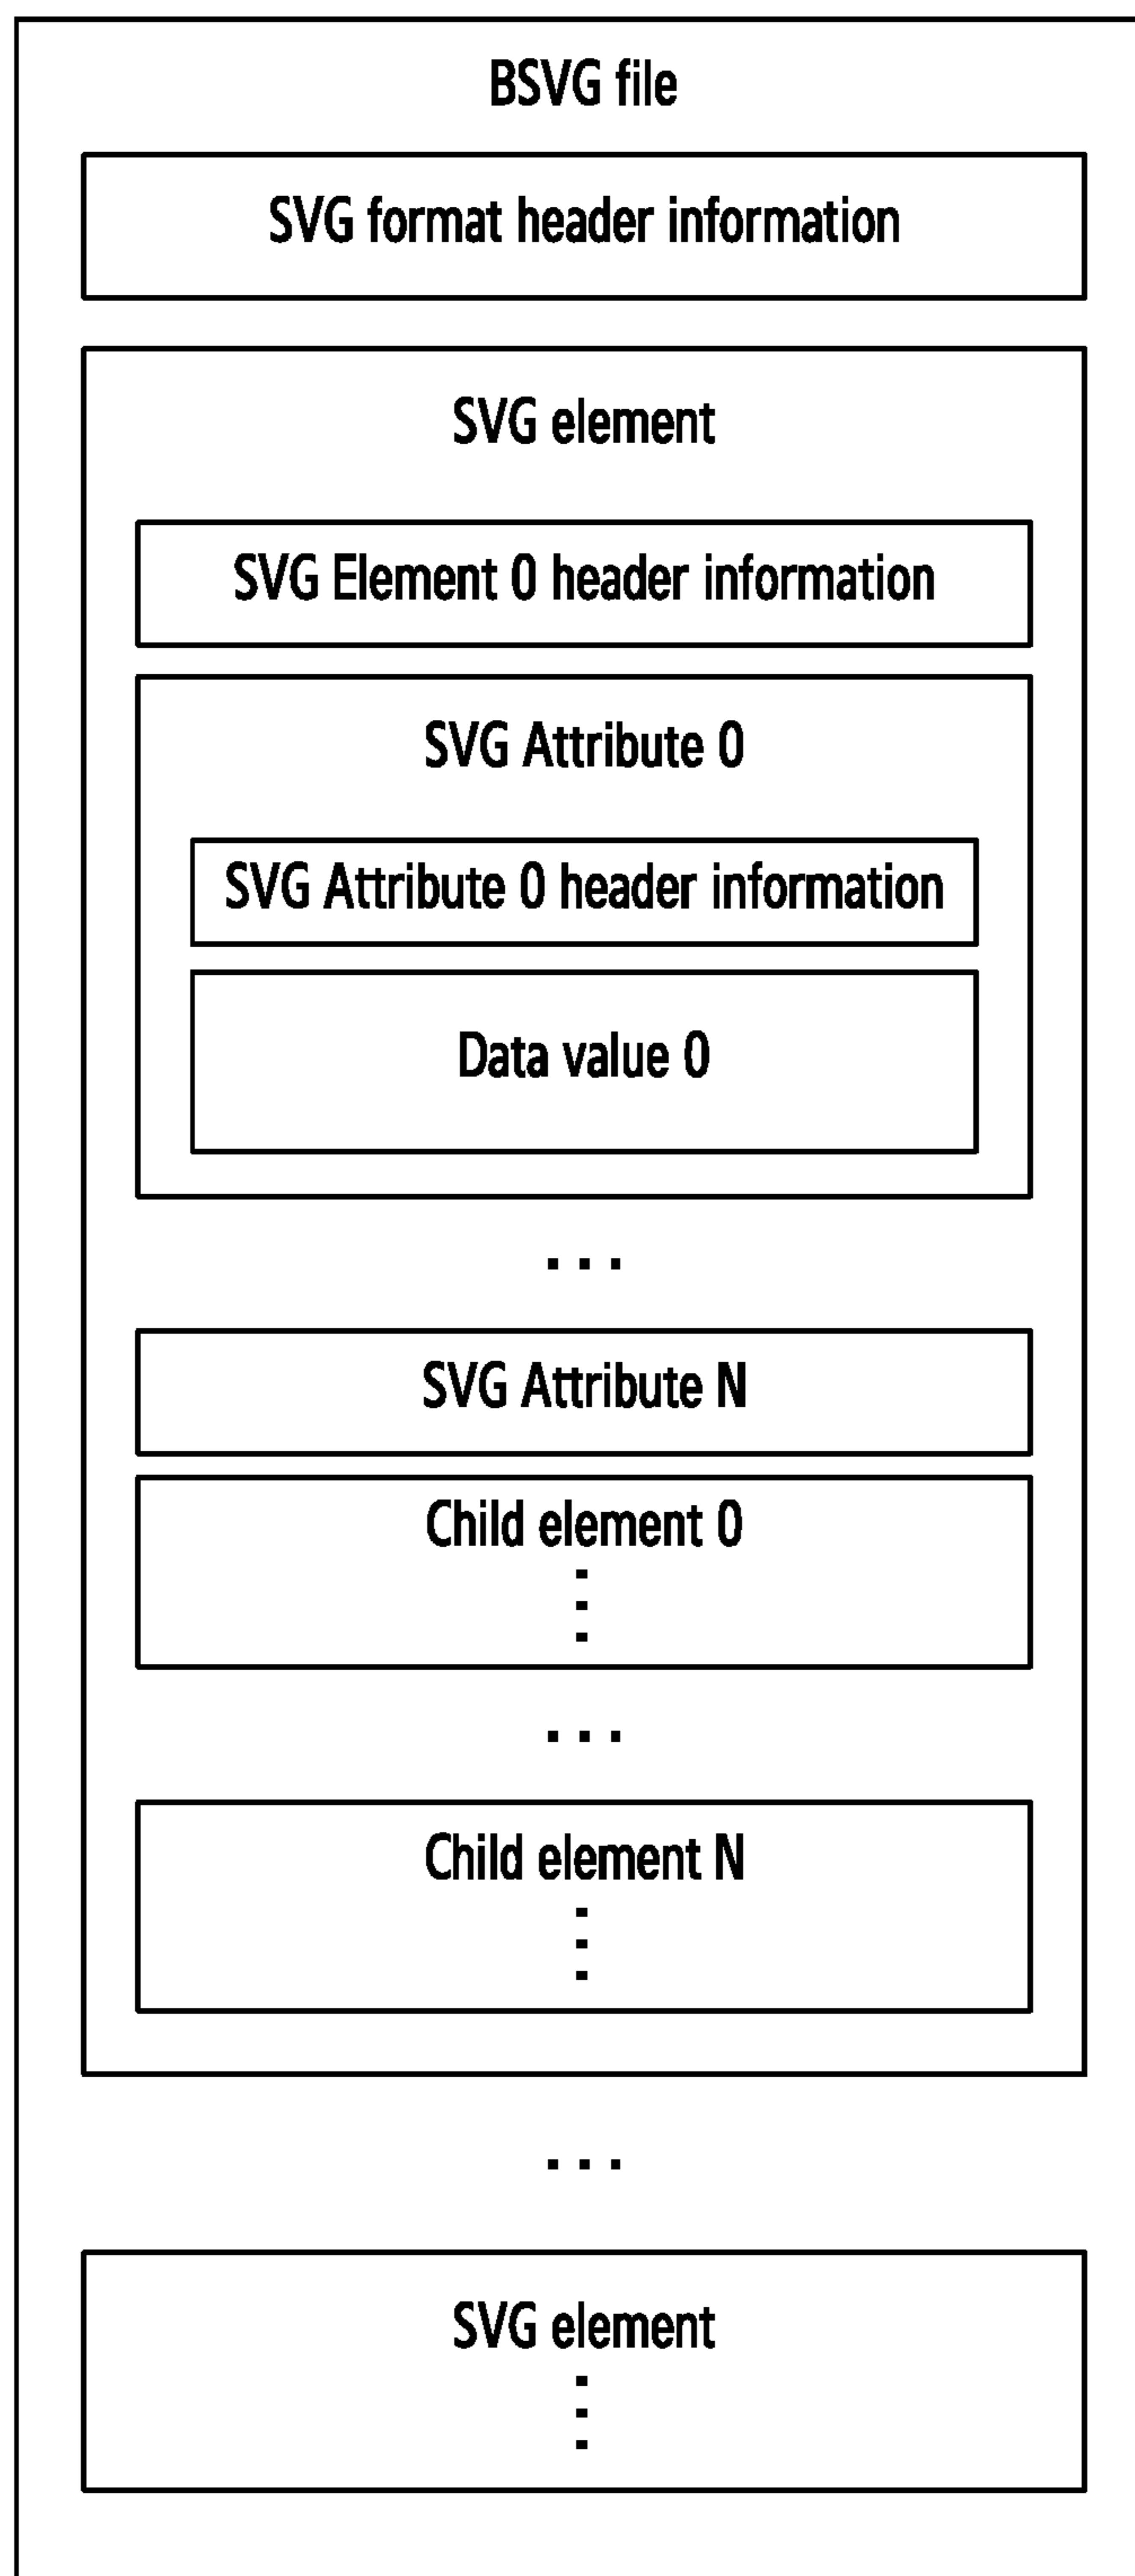 BSVG file
SVG format header information
SVG element
SVG Element 0 header information
SVG Attribute 0
SVG Attribute 0 header information
Data value 0
...
SVG Attribute N
Child element 0
...
...
Child element N
...
...
SVG element
...